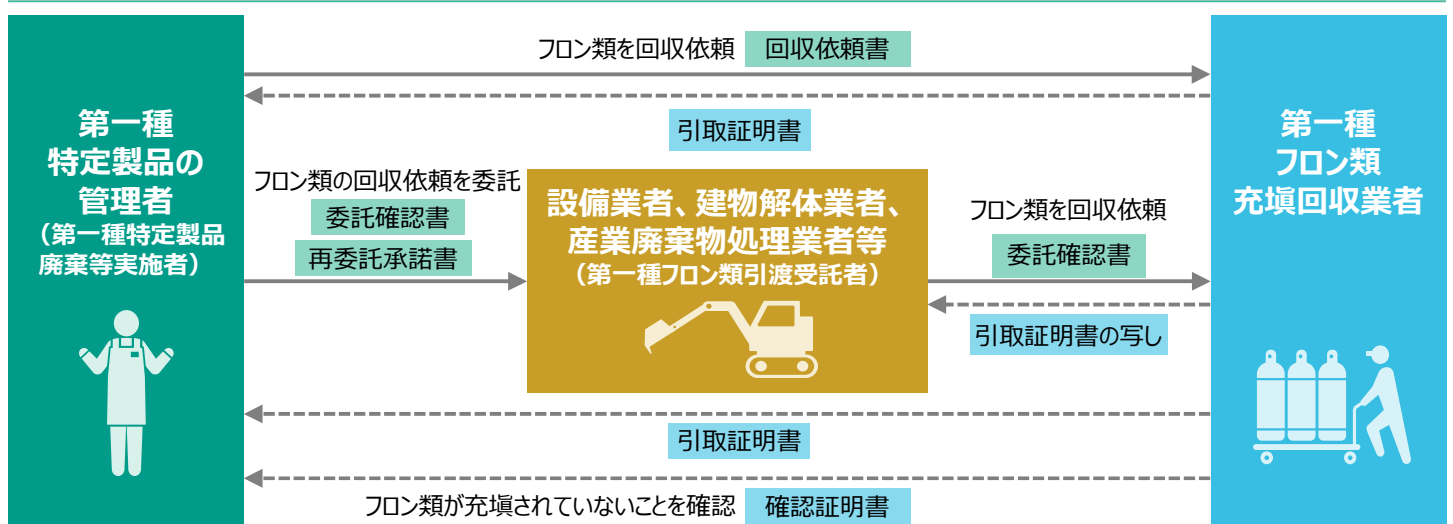 第一種
特定製品の
管理者
（第一種特定製品
廃棄等実施者）
フロン類を回収依頼 回収依頼書
引取証明書
フロン類の回収依頼を委託
委託確認書
再委託承諾書
設備業者、建物解体業者、
産業廃棄物処理業者等
（第一種フロン類引渡受託者）
フロン類を回収依頼
委託確認書
引取証明書の写し
引取証明書
フロン類が充塡されていないことを確認 確認証明書
第一種
フロン類
充塡回収業者